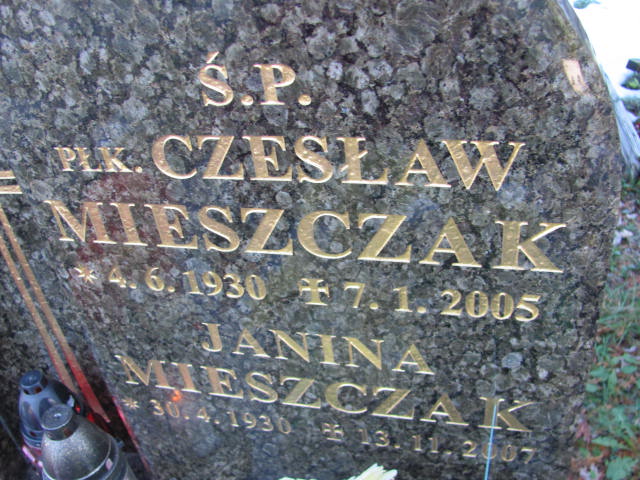 Ś.P.
PŁK. CZESŁAW
MIESZCZAK
* 4.6.1930 ✝ 7.1.2005
JANINA
MIESZCZAK
* 30.4.1930 ✝ 13.11.2007